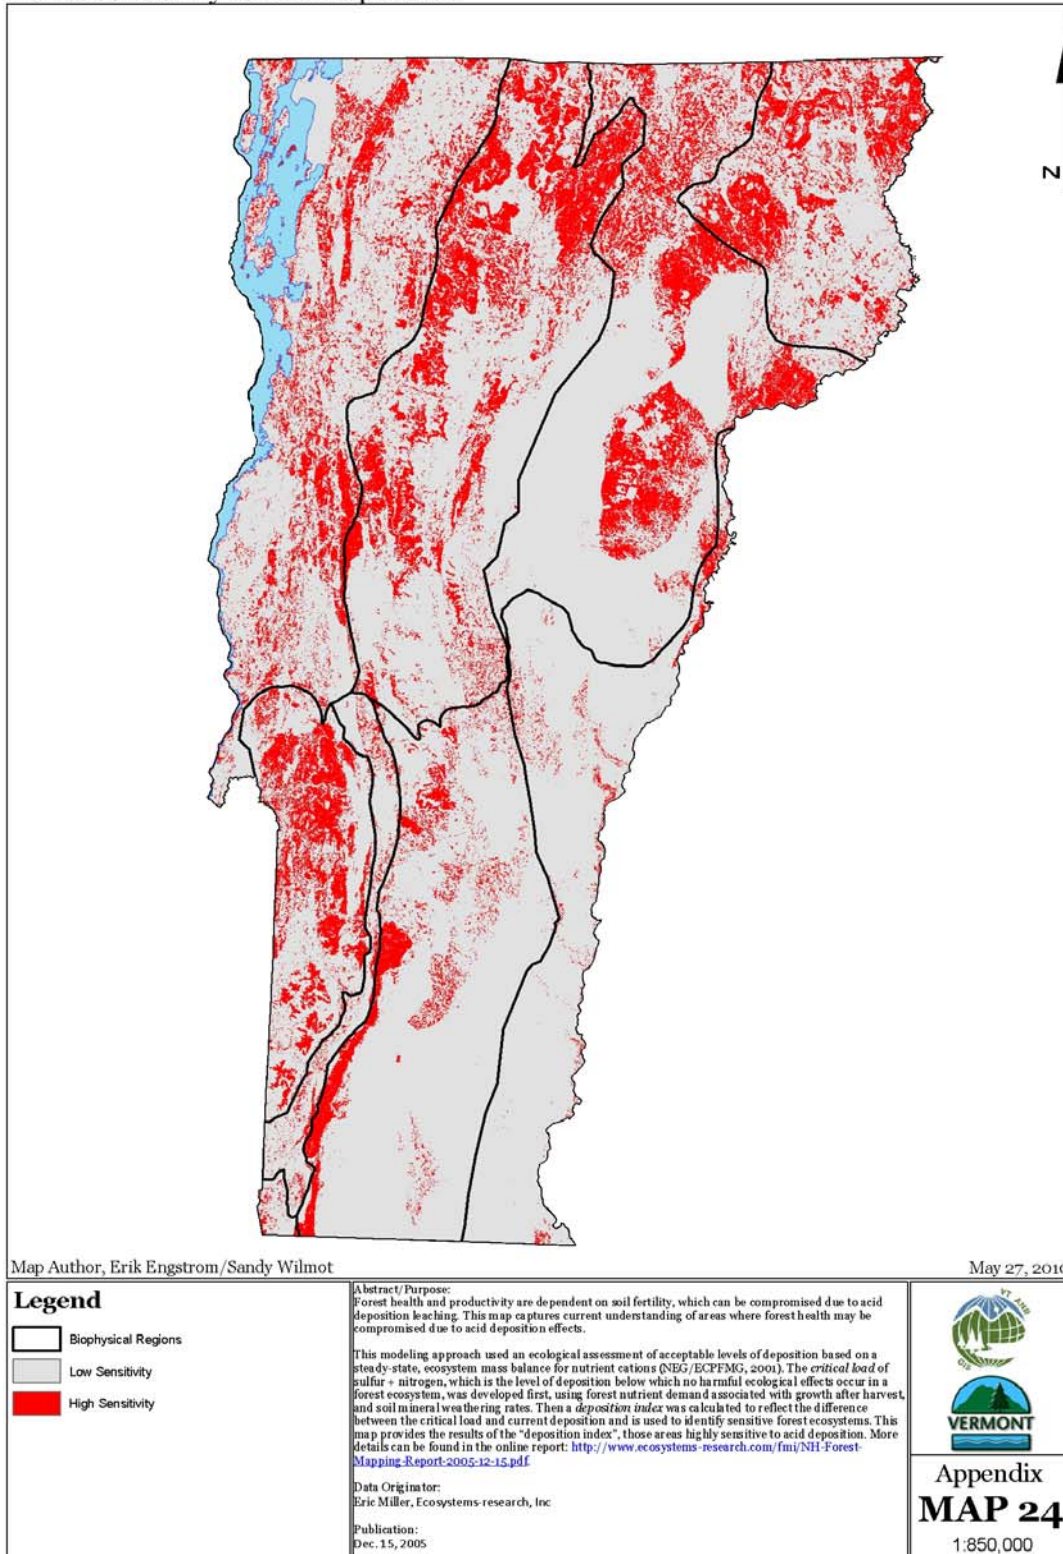 N
Map Author, Erik Engstrom/Sandy Wilmot
May 27, 2010
Legend
Biophysical Regions
Low Sensitivity
High Sensitivity
Abstract/Purpose:
Forest health and productivity are dependent on soil fertility, which can be compromised due to acid
deposition leaching. This map captures current understanding of areas where forest health may be
compromised due to acid deposition effects.
This modeling approach used an ecological assessment of acceptable levels of deposition based on a
steady-state, ecosystem mass balance for nutrient cations (NEG/ECPFMG, 2001). The critical load of
sulfur + nitrogen, which is the level of deposition below which no harmful ecological effects occur in a
forest ecosystem, was developed first, using forest nutrient demand associated with growth after harvest,
and soil mineral weathering rates. Then a deposition index was calculated to reflect the difference
between the critical load and current deposition and is used to identify sensitive forest ecosystems. This
map provides the results of the "deposition index", those areas highly sensitive to acid deposition. More
details can be found in the online report: http://www.ecosystems-research.com/fmi/NH-Forest-
Mapping-Report-2005-12-15.pdf.
Data Originator:
Eric Miller, Ecosystems-research, Inc
Publication:
Dec. 15, 2005
VT ANR
GIS
VERMONT
Appendix
MAP 24
1:850,000